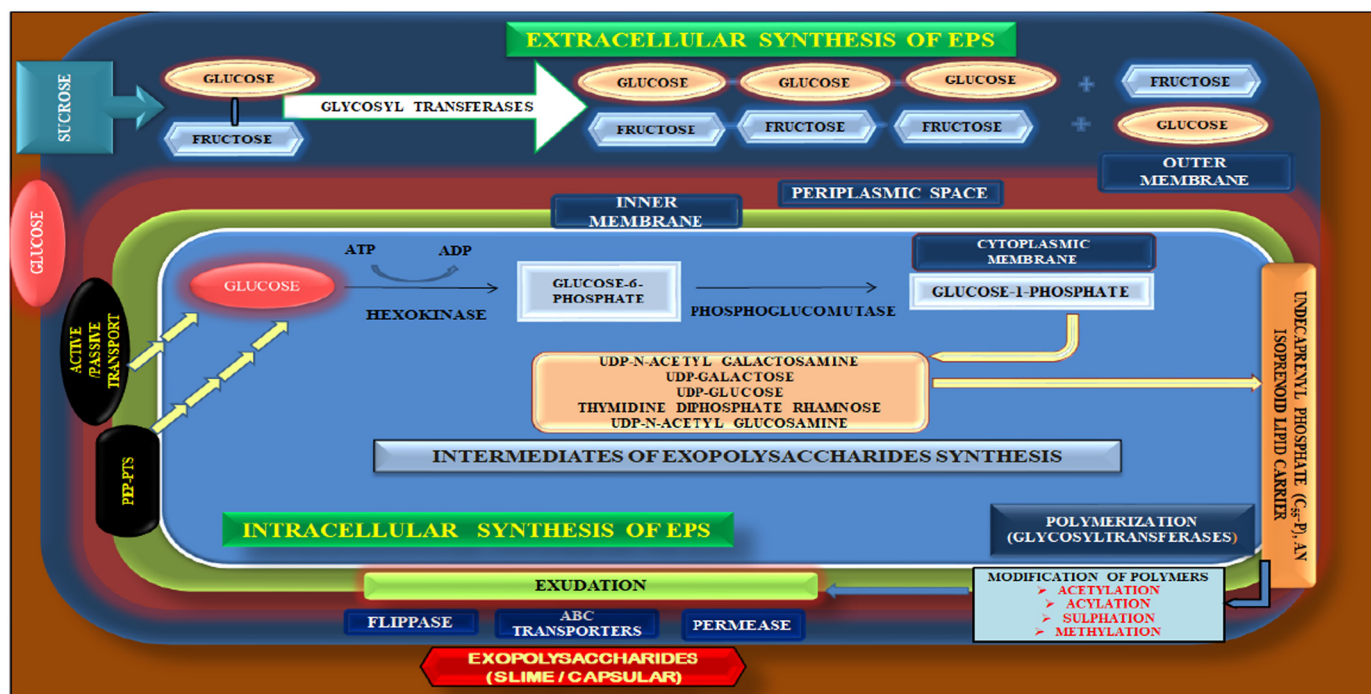 EXTRACELLULAR SYNTHESIS OF EPS
SUCROSE
GLUCOSE
FRUCTOSE
GLYCOSYL TRANSFERASES
GLUCOSE
GLUCOSE
GLUCOSE
+
FRUCTOSE
FRUCTOSE
FRUCTOSE
FRUCTOSE
+
GLUCOSE
OUTER
MEMBRANE
PERIPLASMIC SPACE
INNER
MEMBRANE
GLUCOSE
CYTOPLASMIC
MEMBRANE
ATP
ADP
GLUCOSE
HEXOKINASE
GLUCOSE-6-
PHOSPHATE
PHOSPHOGLUCOMUTASE
GLUCOSE-1-PHOSPHATE
ACTIVE
/PASSIVE
TRANSPORT
PEP-PTS
UDP-N-ACETYL GALACTOSAMINE
UDP-GALACTOSE
UDP-GLUCOSE
THYMIDINE DIPHOSPHATE RHAMNOSE
UDP-N-ACETYL GLUCOSAMINE
UNDECAPRENYL PHOSPHATE (C55-P), AN
ISOPRENOID LIPID CARRIER
INTERMEDIATES OF EXOPOLYSACCHARIDES SYNTHESIS
INTRACELLULAR SYNTHESIS OF EPS
POLYMERIZATION
(GLYCOSYLTRANSFERASES)
MODIFICATION OF POLYMERS
➢ ACETYLATION
➢ ACYLATION
➢ SULPHATION
➢ METHYLATION
EXUDATION
FLIPPASE
ABC
TRANSPORTERS
PERMEASE
EXOPOLYSACCHARIDES
(SLIME / CAPSULAR)